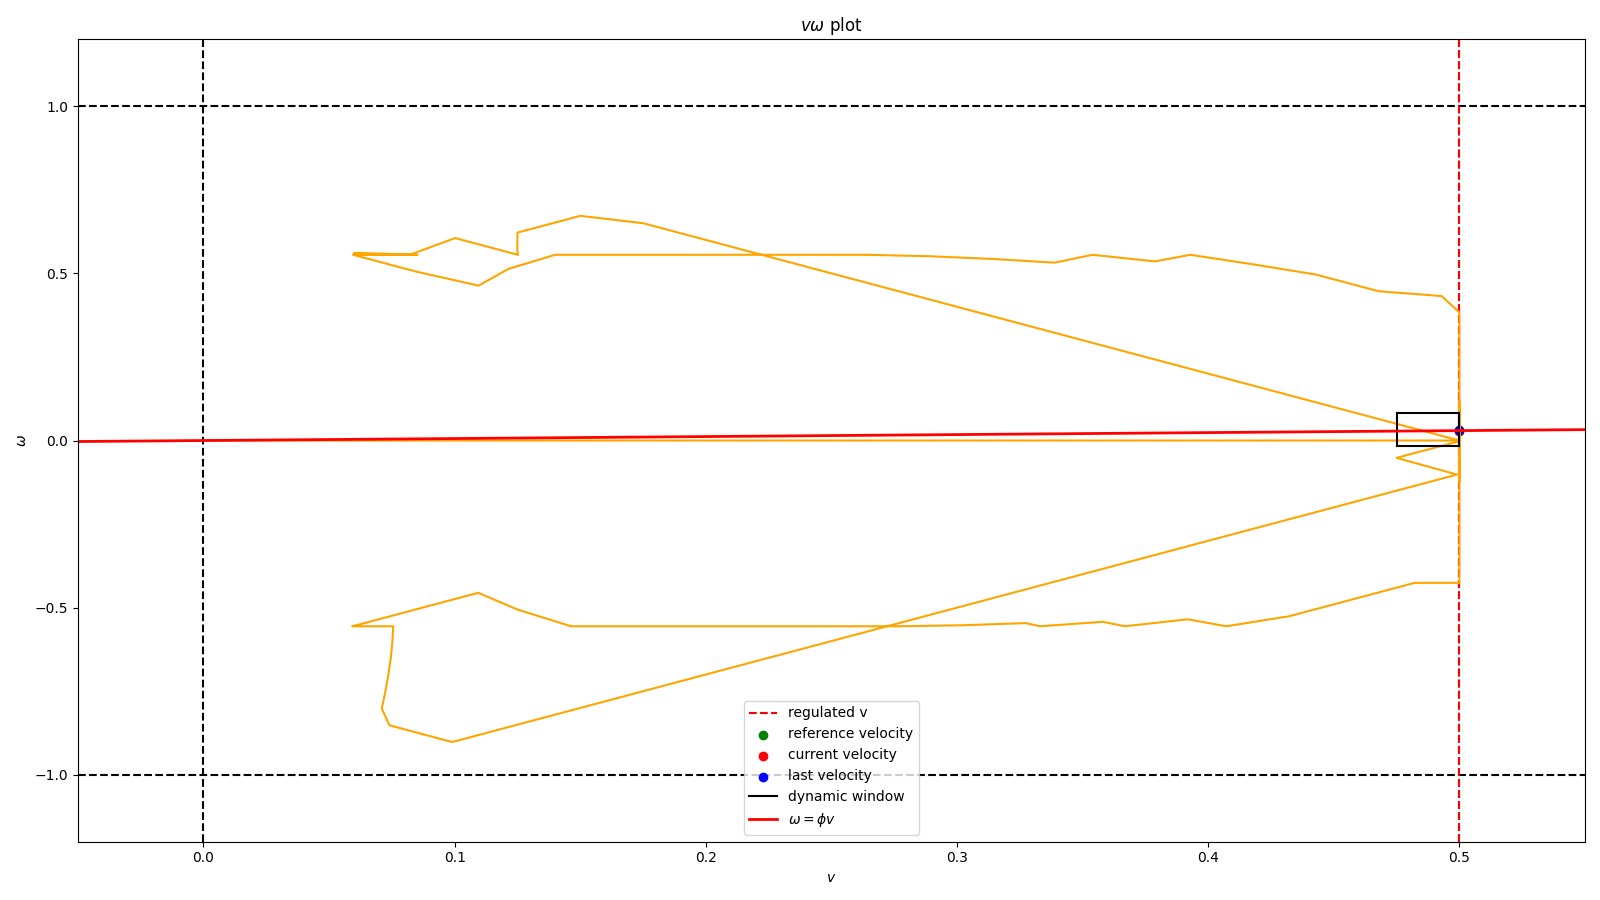 vω plot
1.0
0.5
0.0
−0.5
−1.0
ω
0.0
0.1
0.2
0.3
0.4
0.5
v
regulated v
reference velocity
current velocity
last velocity
dynamic window
ω = ϕv